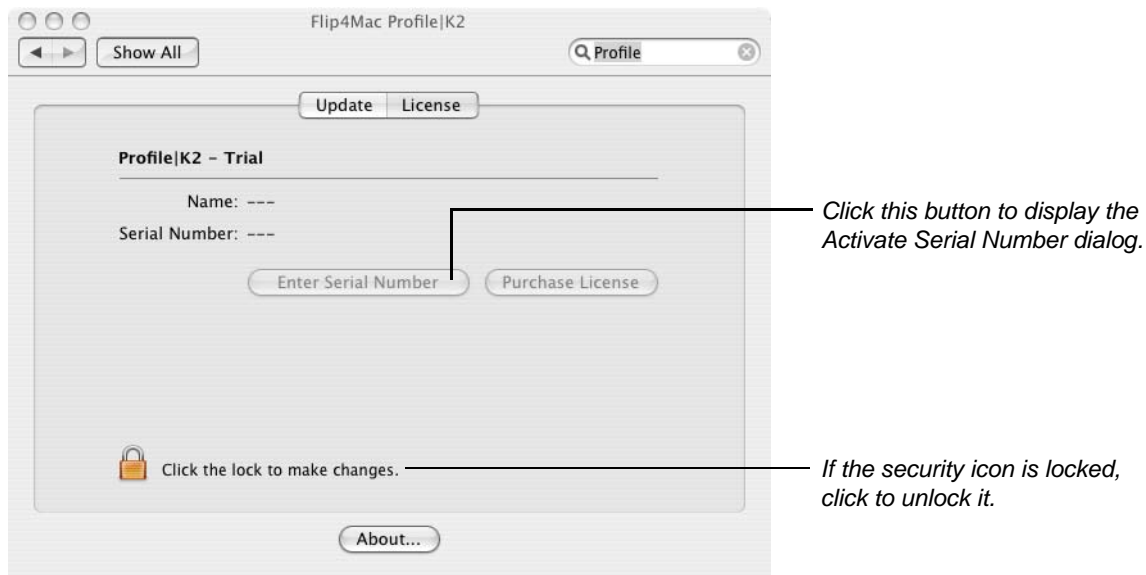 Flip4Mac Profile|K2
Show All
Profile
Update License
Profile|K2 – Trial
Name: ---
Serial Number: ---
Click this button to display the
Activate Serial Number dialog.
Enter Serial Number Purchase License
Click the lock to make changes.
If the security icon is locked,
click to unlock it.
About...